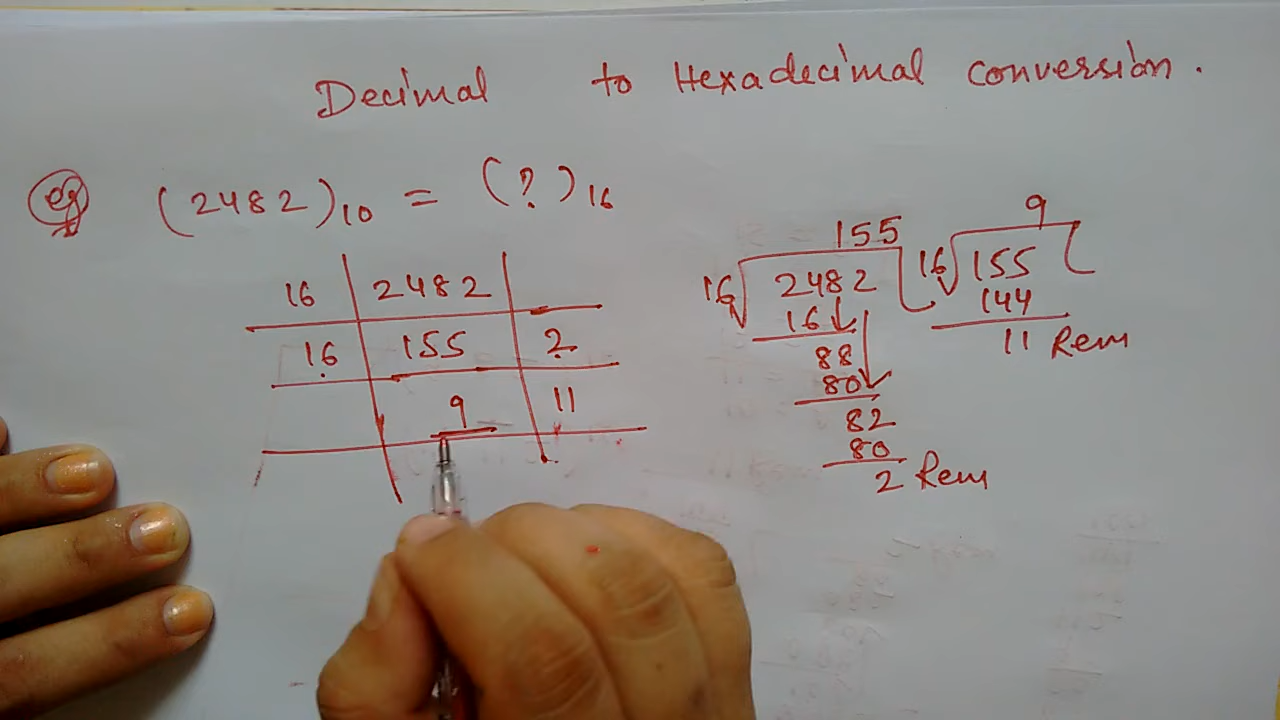 Decimal to Hexadecimal conversion.
eg (2482)10 = (?)16
16 2482
16 155 2
9 11
155
16 2482
16
88
80
82
80
2 Rem
9
16 155
144
11 Rem